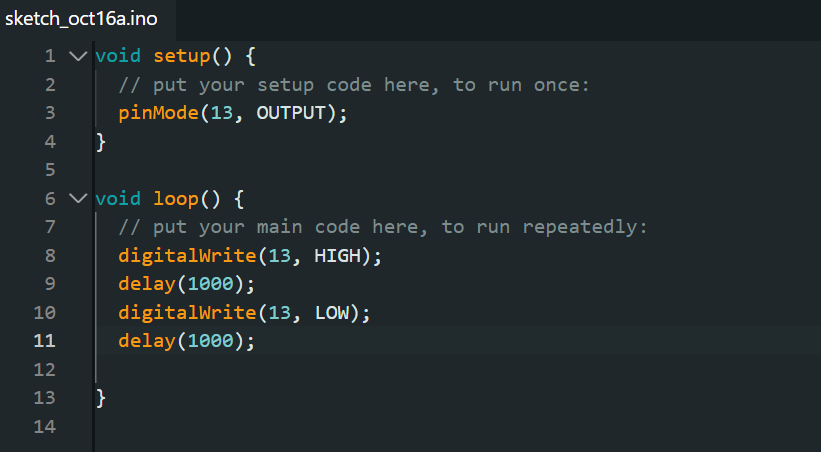 sketch_oct16a.ino
1 void setup() {
2 // put your setup code here, to run once:
3 pinMode(13, OUTPUT);
4 }
5
6 void loop() {
7 // put your main code here, to run repeatedly:
8 digitalWrite(13, HIGH);
9 delay(1000);
10 digitalWrite(13, LOW);
11 delay(1000);
12
13 }
14